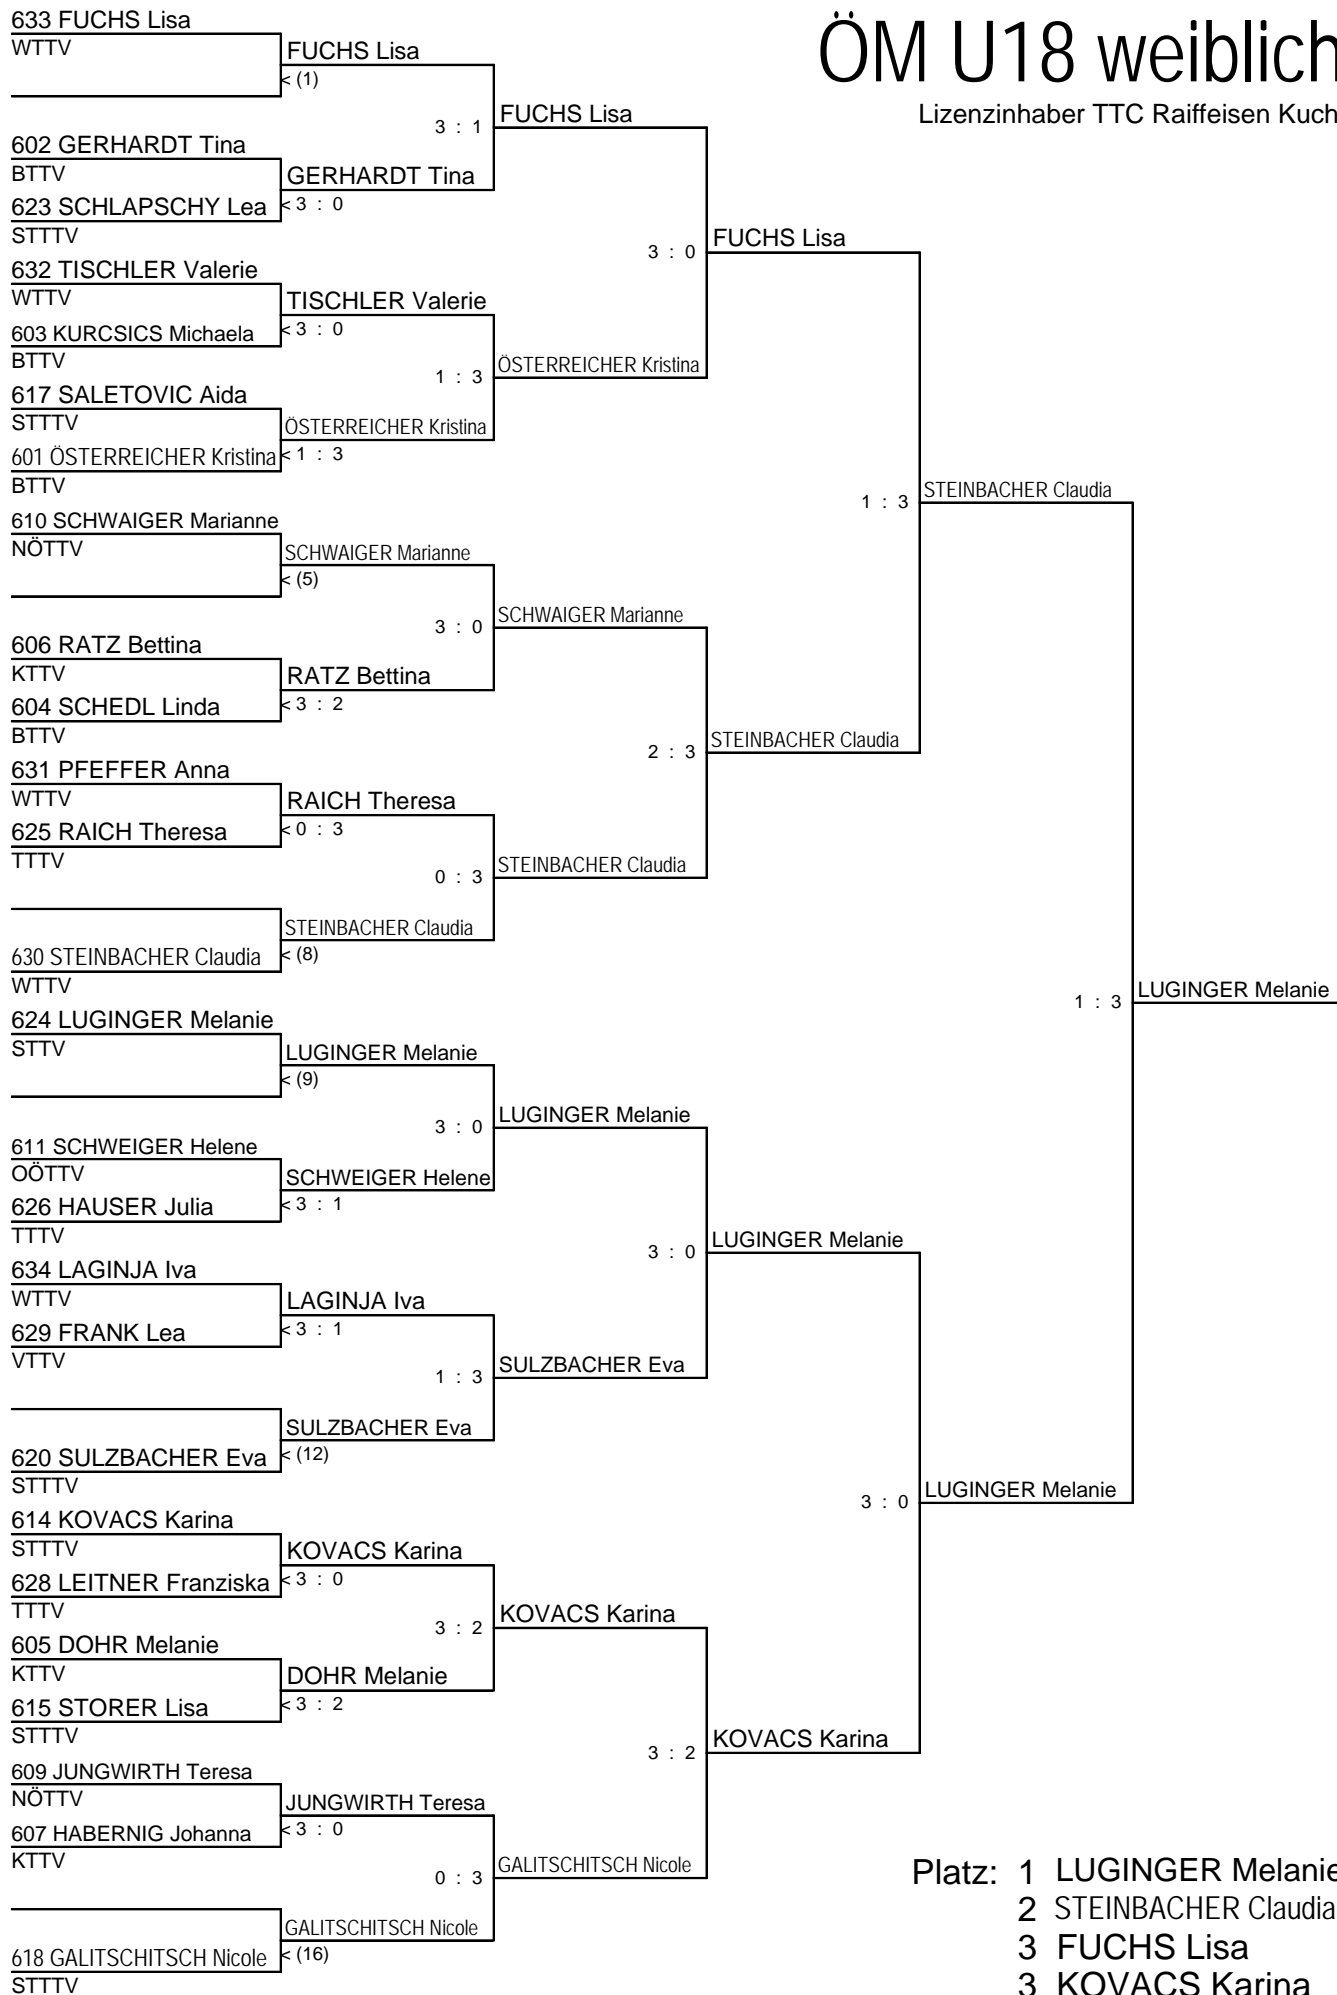 ÖM U18 weiblich
Lizenzinhaber TTC Raiffeisen Kuchl
633 FUCHS Lisa
WTTV
602 GERHARDT Tina
BTTV
623 SCHLAPSCHY Lea
STTTV
632 TISCHLER Valerie
WTTV
603 KURCSICS Michaela
BTTV
617 SALETOVIC Aida
STTTV
601 ÖSTERREICHER Kristina
BTTV
610 SCHWAIGER Marianne
NÖTTV
606 RATZ Bettina
KTTV
604 SCHEDL Linda
BTTV
631 PFEFFER Anna
WTTV
625 RAICH Theresa
TTTV
630 STEINBACHER Claudia
WTTV
624 LUGINGER Melanie
STTV
611 SCHWEIGER Helene
OÖTTV
626 HAUSER Julia
TTTV
634 LAGINJA Iva
WTTV
629 FRANK Lea
VTTV
620 SULZBACHER Eva
STTTV
614 KOVACS Karina
STTTV
628 LEITNER Franziska
TTTV
605 DOHR Melanie
KTTV
615 STORER Lisa
STTTV
609 JUNGWIRTH Teresa
NÖTTV
607 HABERNIG Johanna
KTTV
618 GALITSCHITSCH Nicole
STTTV
FUCHS Lisa
< (1)
GERHARDT Tina
< 3 : 0
TISCHLER Valerie
< 3 : 0
ÖSTERREICHER Kristina
< 1 : 3
SCHWAIGER Marianne
< (5)
RATZ Bettina
< 3 : 2
RAICH Theresa
< 0 : 3
STEINBACHER Claudia
< (8)
LUGINGER Melanie
< (9)
SCHWEIGER Helene
< 3 : 1
LAGINJA Iva
< 3 : 1
SULZBACHER Eva
< (12)
KOVACS Karina
< 3 : 0
DOHR Melanie
< 3 : 2
JUNGWIRTH Teresa
< 3 : 0
GALITSCHITSCH Nicole
< (16)
3 : 1 FUCHS Lisa
1 : 3 ÖSTERREICHER Kristina
3 : 0 SCHWAIGER Marianne
0 : 3 STEINBACHER Claudia
3 : 0 LUGINGER Melanie
1 : 3 SULZBACHER Eva
3 : 2 KOVACS Karina
0 : 3 GALITSCHITSCH Nicole
3 : 0 FUCHS Lisa
2 : 3 STEINBACHER Claudia
3 : 0 LUGINGER Melanie
3 : 2 KOVACS Karina
1 : 3 STEINBACHER Claudia
3 : 0 LUGINGER Melanie
1 : 3 LUGINGER Melanie
Platz: 1 LUGINGER Melanie
2 STEINBACHER Claudia
3 FUCHS Lisa
3 KOVACS Karina